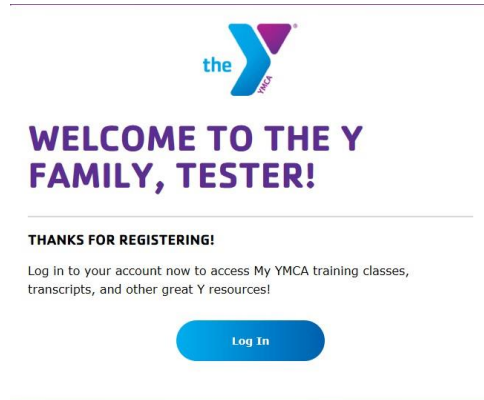 the
YMCA
WELCOME TO THE Y
FAMILY, TESTER!
THANKS FOR REGISTERING!
Log in to your account now to access My YMCA training classes,
transcripts, and other great Y resources!
Log In